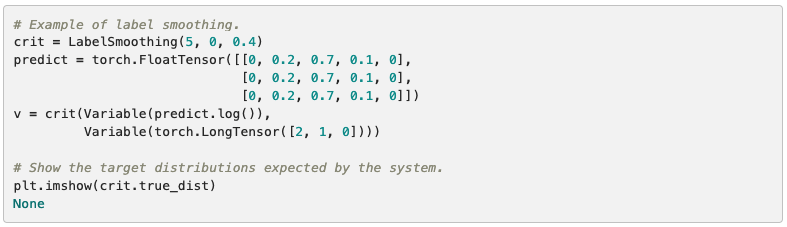 # Example of label smoothing.
crit = LabelSmoothing(5, 0, 0.4)
predict = torch.FloatTensor([[0, 0.2, 0.7, 0.1, 0],
                             [0, 0.2, 0.7, 0.1, 0],
                             [0, 0.2, 0.7, 0.1, 0]])
v = crit(Variable(predict.log()),
         Variable(torch.LongTensor([2, 1, 0])))

# Show the target distributions expected by the system.
plt.imshow(crit.true_dist)
None